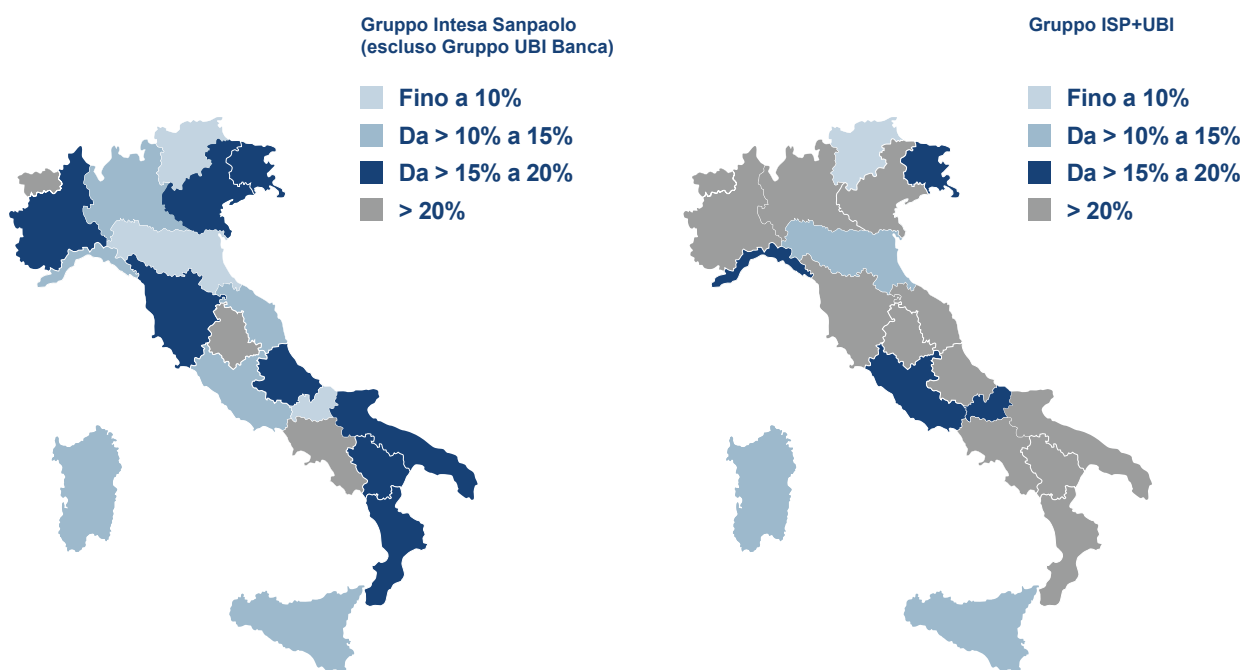 Gruppo Intesa Sanpaolo
(escluso Gruppo UBI Banca)
Fino a 10%
Da > 10% a 15%
Da > 15% a 20%
> 20%
Gruppo ISP+UBI
Fino a 10%
Da > 10% a 15%
Da > 15% a 20%
> 20%